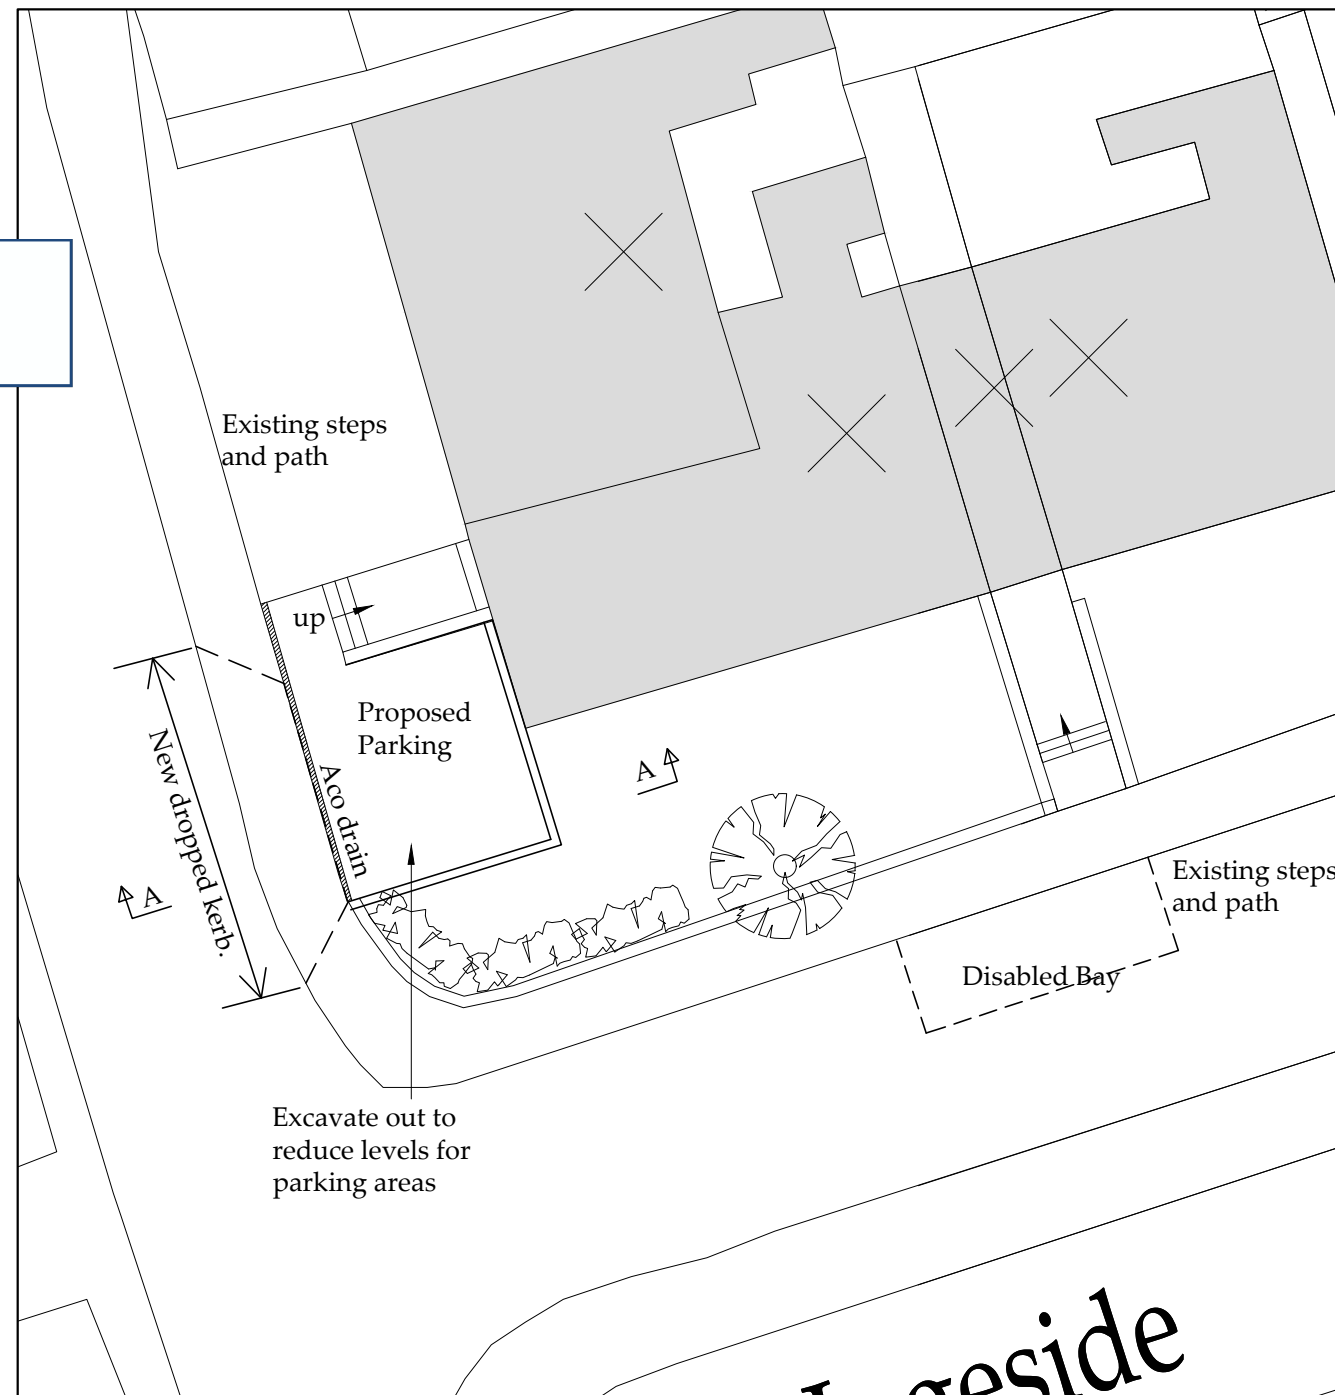 Existing steps
and path
up
Proposed
Parking
New dropped kerb.
Aco drain
A
A
Existing steps
and path
Disabled Bay
Excavate out to
reduce levels for
parking areas